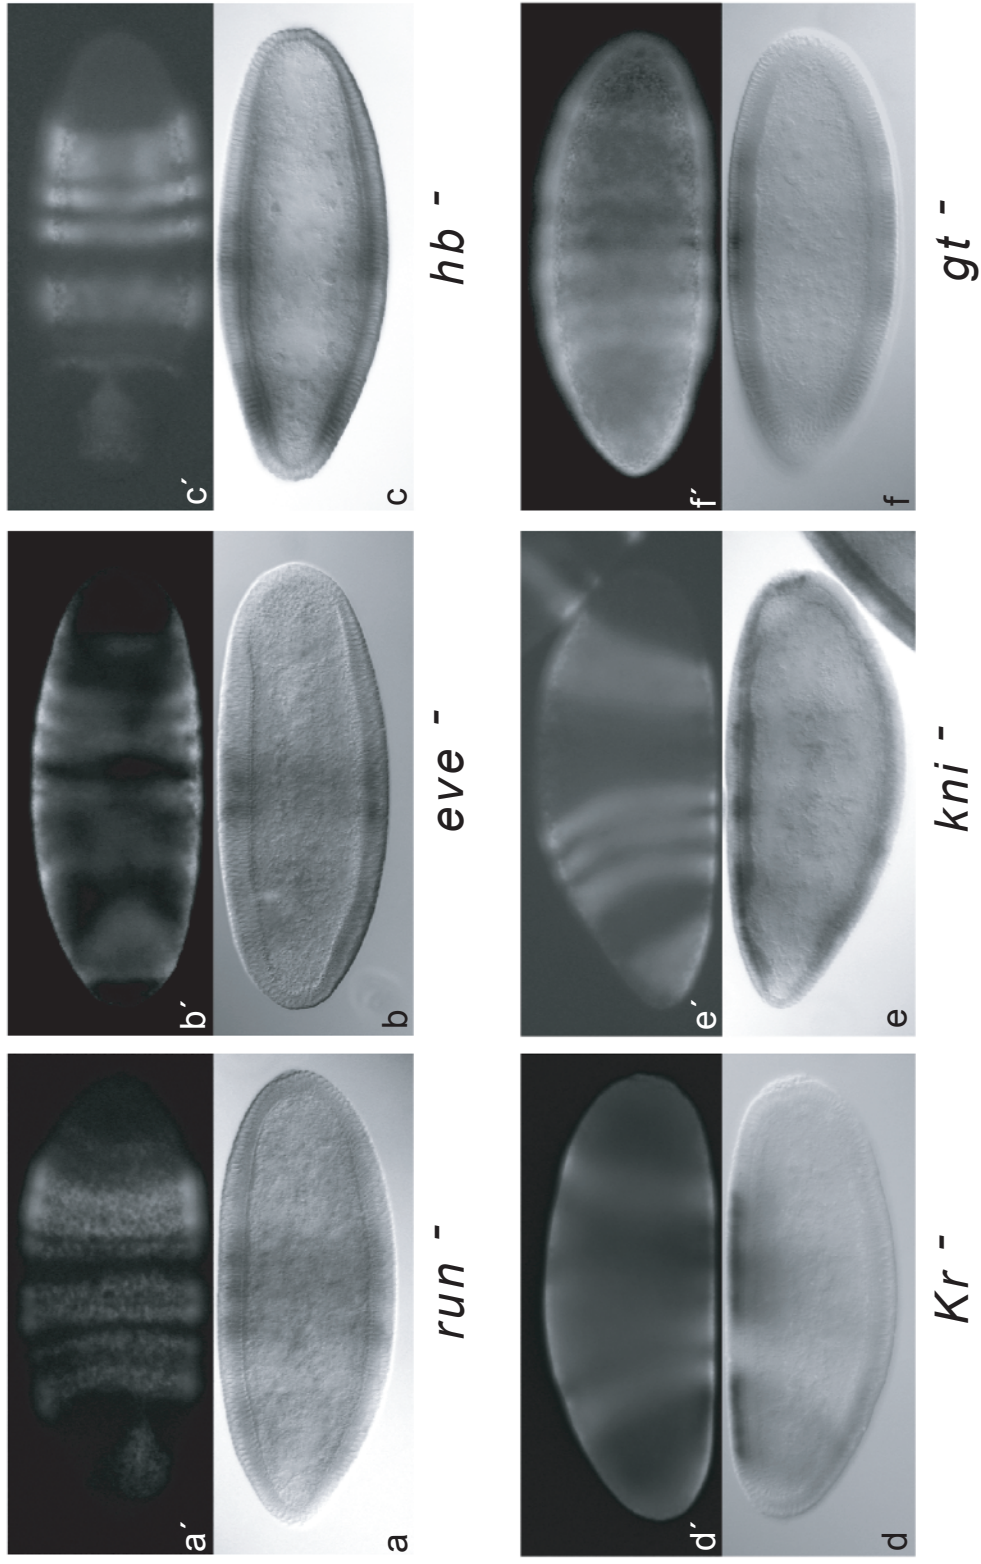 a´
a
run -
b´
b
eve -
c´
c
hb -
d´
d
Kr -
e´
e
kni -
f´
f
gt -